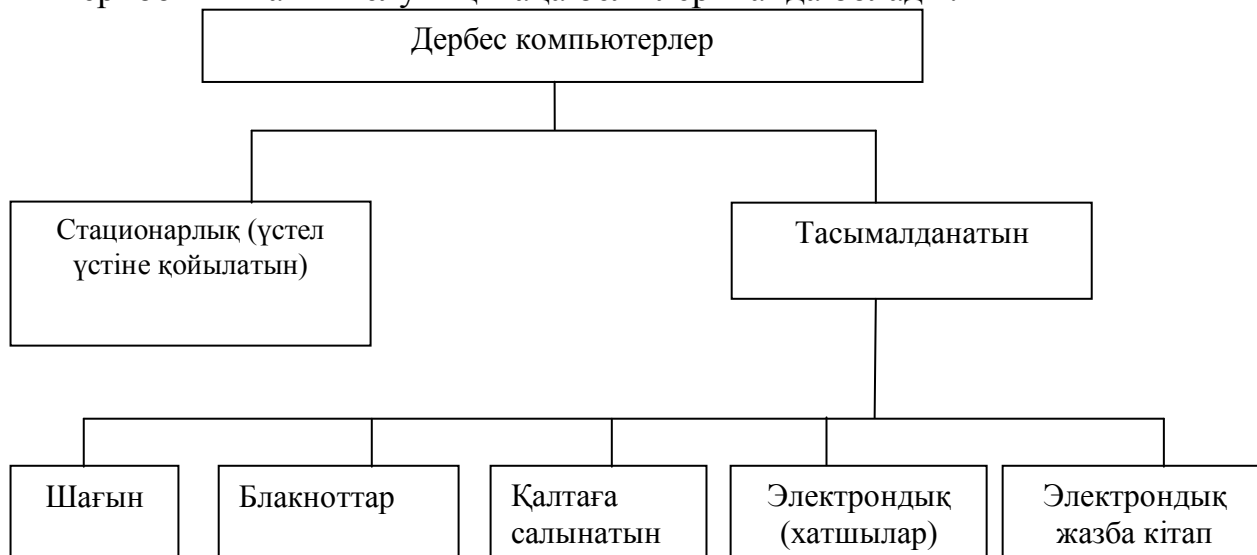 Дербес компьютерлер
Стационарлық (үстел
үстіне қойылатын)
Тасымалданатын
Шағын
Блакноттар
Қалтаға
салынатын
Электрондық
(хатшылар)
Электрондық
жазба кітап